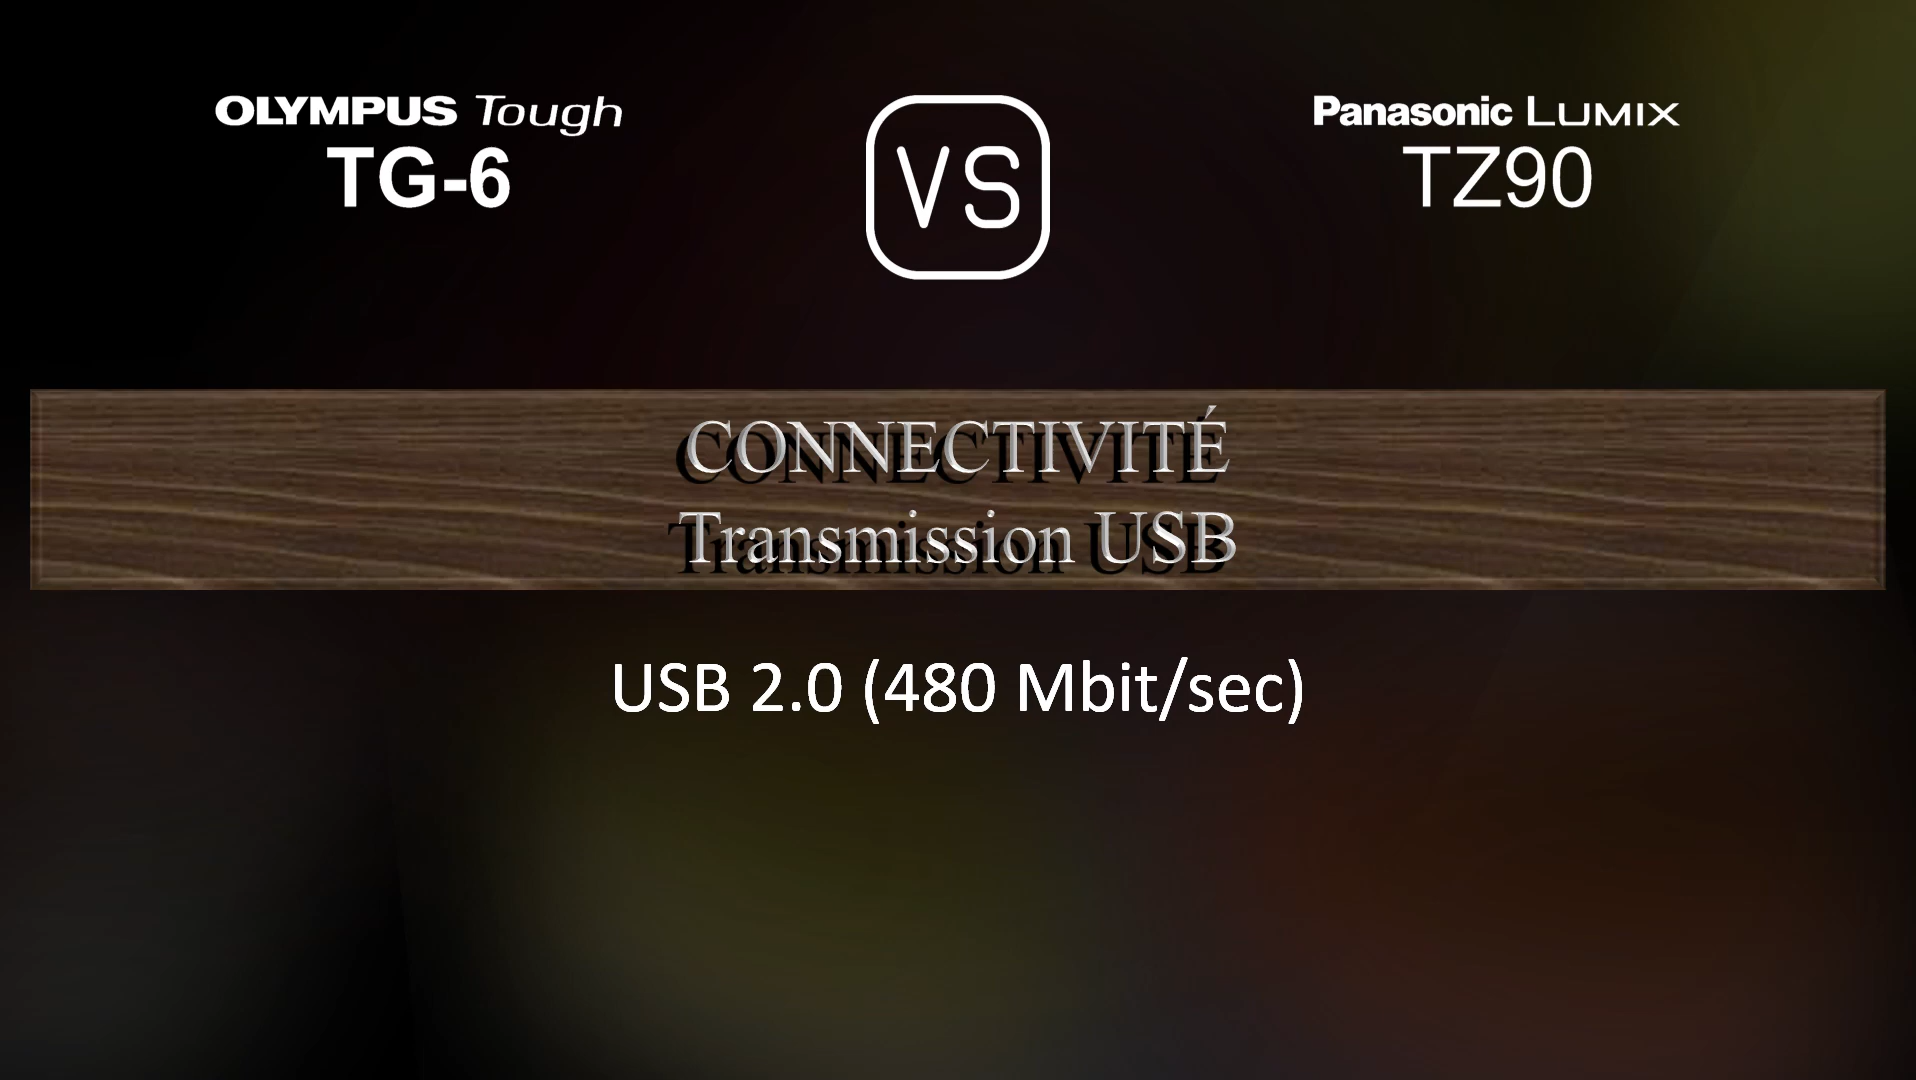 OLYMPUS Tough
TG-6
VS
Panasonic LUMIX
TZ90
CONNECTIVITÉ
Transmission USB
USB 2.0 (480 Mbit/sec)